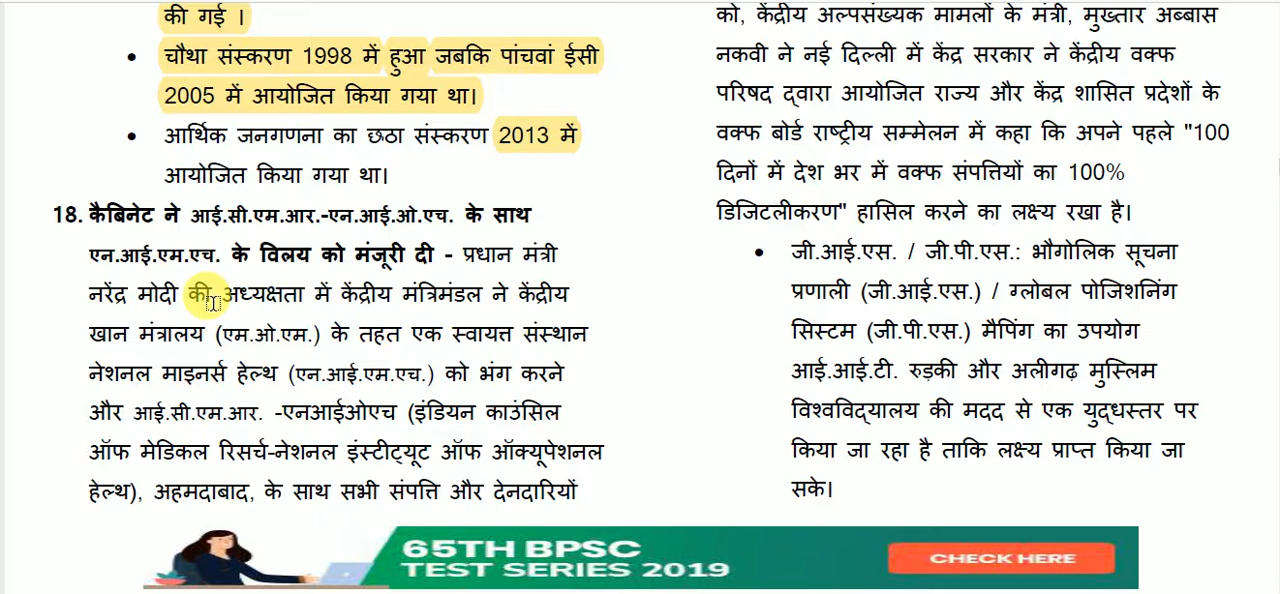 की गई ।
• चौथा संस्करण 1998 में हुआ जबकि पांचवां ईसी
2005 में आयोजित किया गया था।
• आर्थिक जनगणना का छठा संस्करण 2013 में
आयोजित किया गया था।
18. कैबिनेट ने आई.सी.एम.आर.-एन.आई.ओ.एच. के साथ
एन.आई.एम.एच. के विलय को मंजूरी दी - प्रधान मंत्री
नरेंद्र मोदी की अध्यक्षता में केंद्रीय मंत्रिमंडल ने केंद्रीय
खान मंत्रालय (एम.ओ.एम.) के तहत एक स्वायत्त संस्थान
नेशनल माइनर्स हेल्थ (एन.आई.एम.एच.) को भंग करने
और आई.सी.एम.आर. -एनआईओएच (इंडियन काउंसिल
ऑफ मेडिकल रिसर्च-नेशनल इंस्टीट्यूट ऑफ ऑक्यूपेशनल
हेल्थ), अहमदाबाद, के साथ सभी संपत्ति और देनदारियों
को, केंद्रीय अल्पसंख्यक मामलों के मंत्री, मुख्तार अब्बास
नकवी ने नई दिल्ली में केंद्र सरकार ने केंद्रीय वक्फ
परिषद द्वारा आयोजित राज्य और केंद्र शासित प्रदेशों के
वक्फ बोर्ड राष्ट्रीय सम्मेलन में कहा कि अपने पहले "100
दिनों में देश भर में वक्फ संपत्तियों का 100%
डिजिटलीकरण" हासिल करने का लक्ष्य रखा है।
• जी.आई.एस. / जी.पी.एस.: भौगोलिक सूचना
प्रणाली (जी.आई.एस.) / ग्लोबल पोजिशनिंग
सिस्टम (जी.पी.एस.) मैपिंग का उपयोग
आई.आई.टी. रुड़की और अलीगढ़ मुस्लिम
विश्वविद्यालय की मदद से एक युद्धस्तर पर
किया जा रहा है ताकि लक्ष्य प्राप्त किया जा
सके।
65TH BPSC
TEST SERIES 2019
CHECK HERE